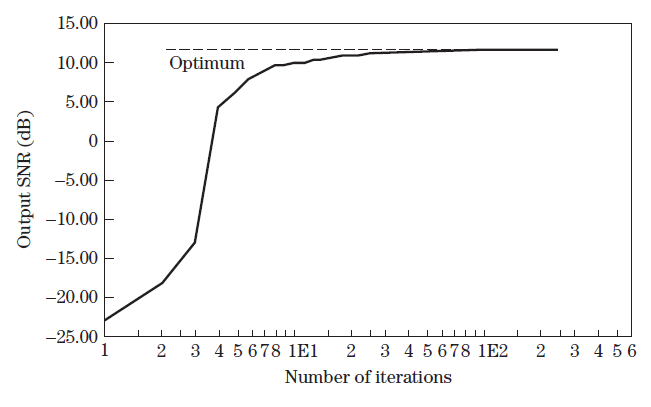 15.00
10.00
5.00
0
−5.00
−10.00
−15.00
−20.00
−25.00
Output SNR (dB)
Optimum
1 2 3 4 5 6 7 8 1E1 2 3 4 5 6 7 8 1E2 2 3 4 5 6
Number of iterations